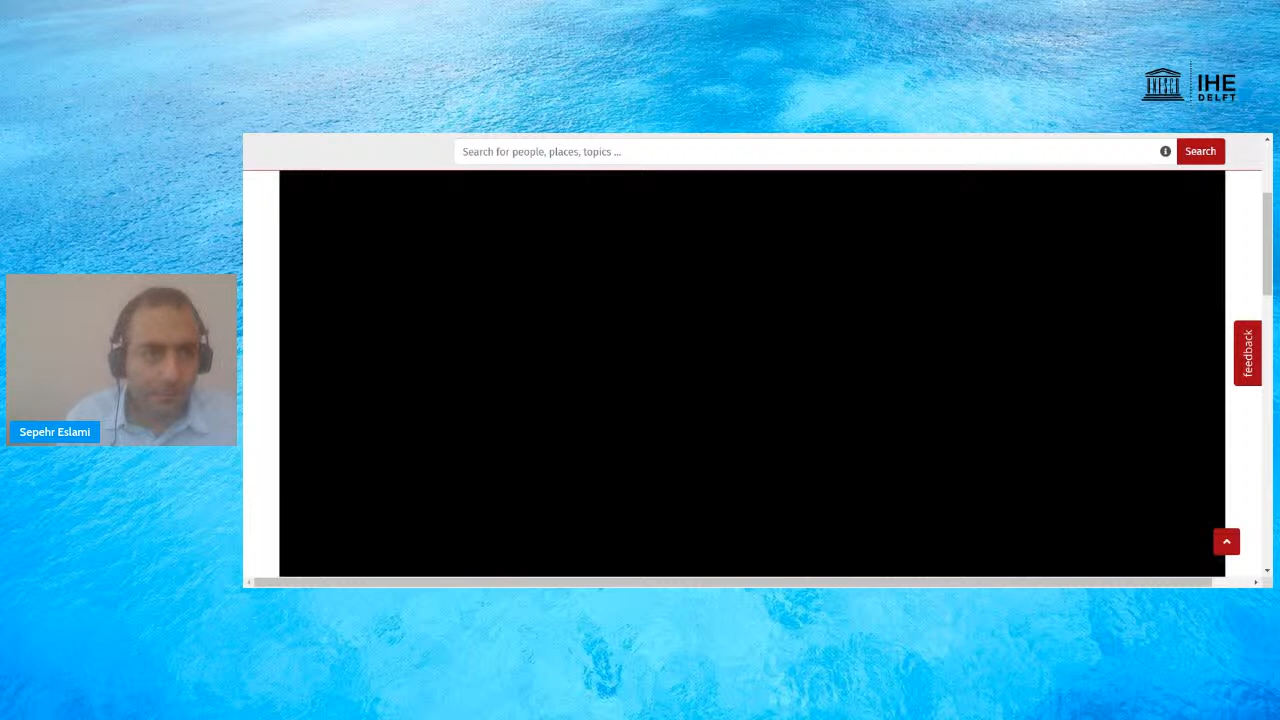 IHE
DELFT
Search for people, places, topics ...
Search
feedback
Sepehr Eslami